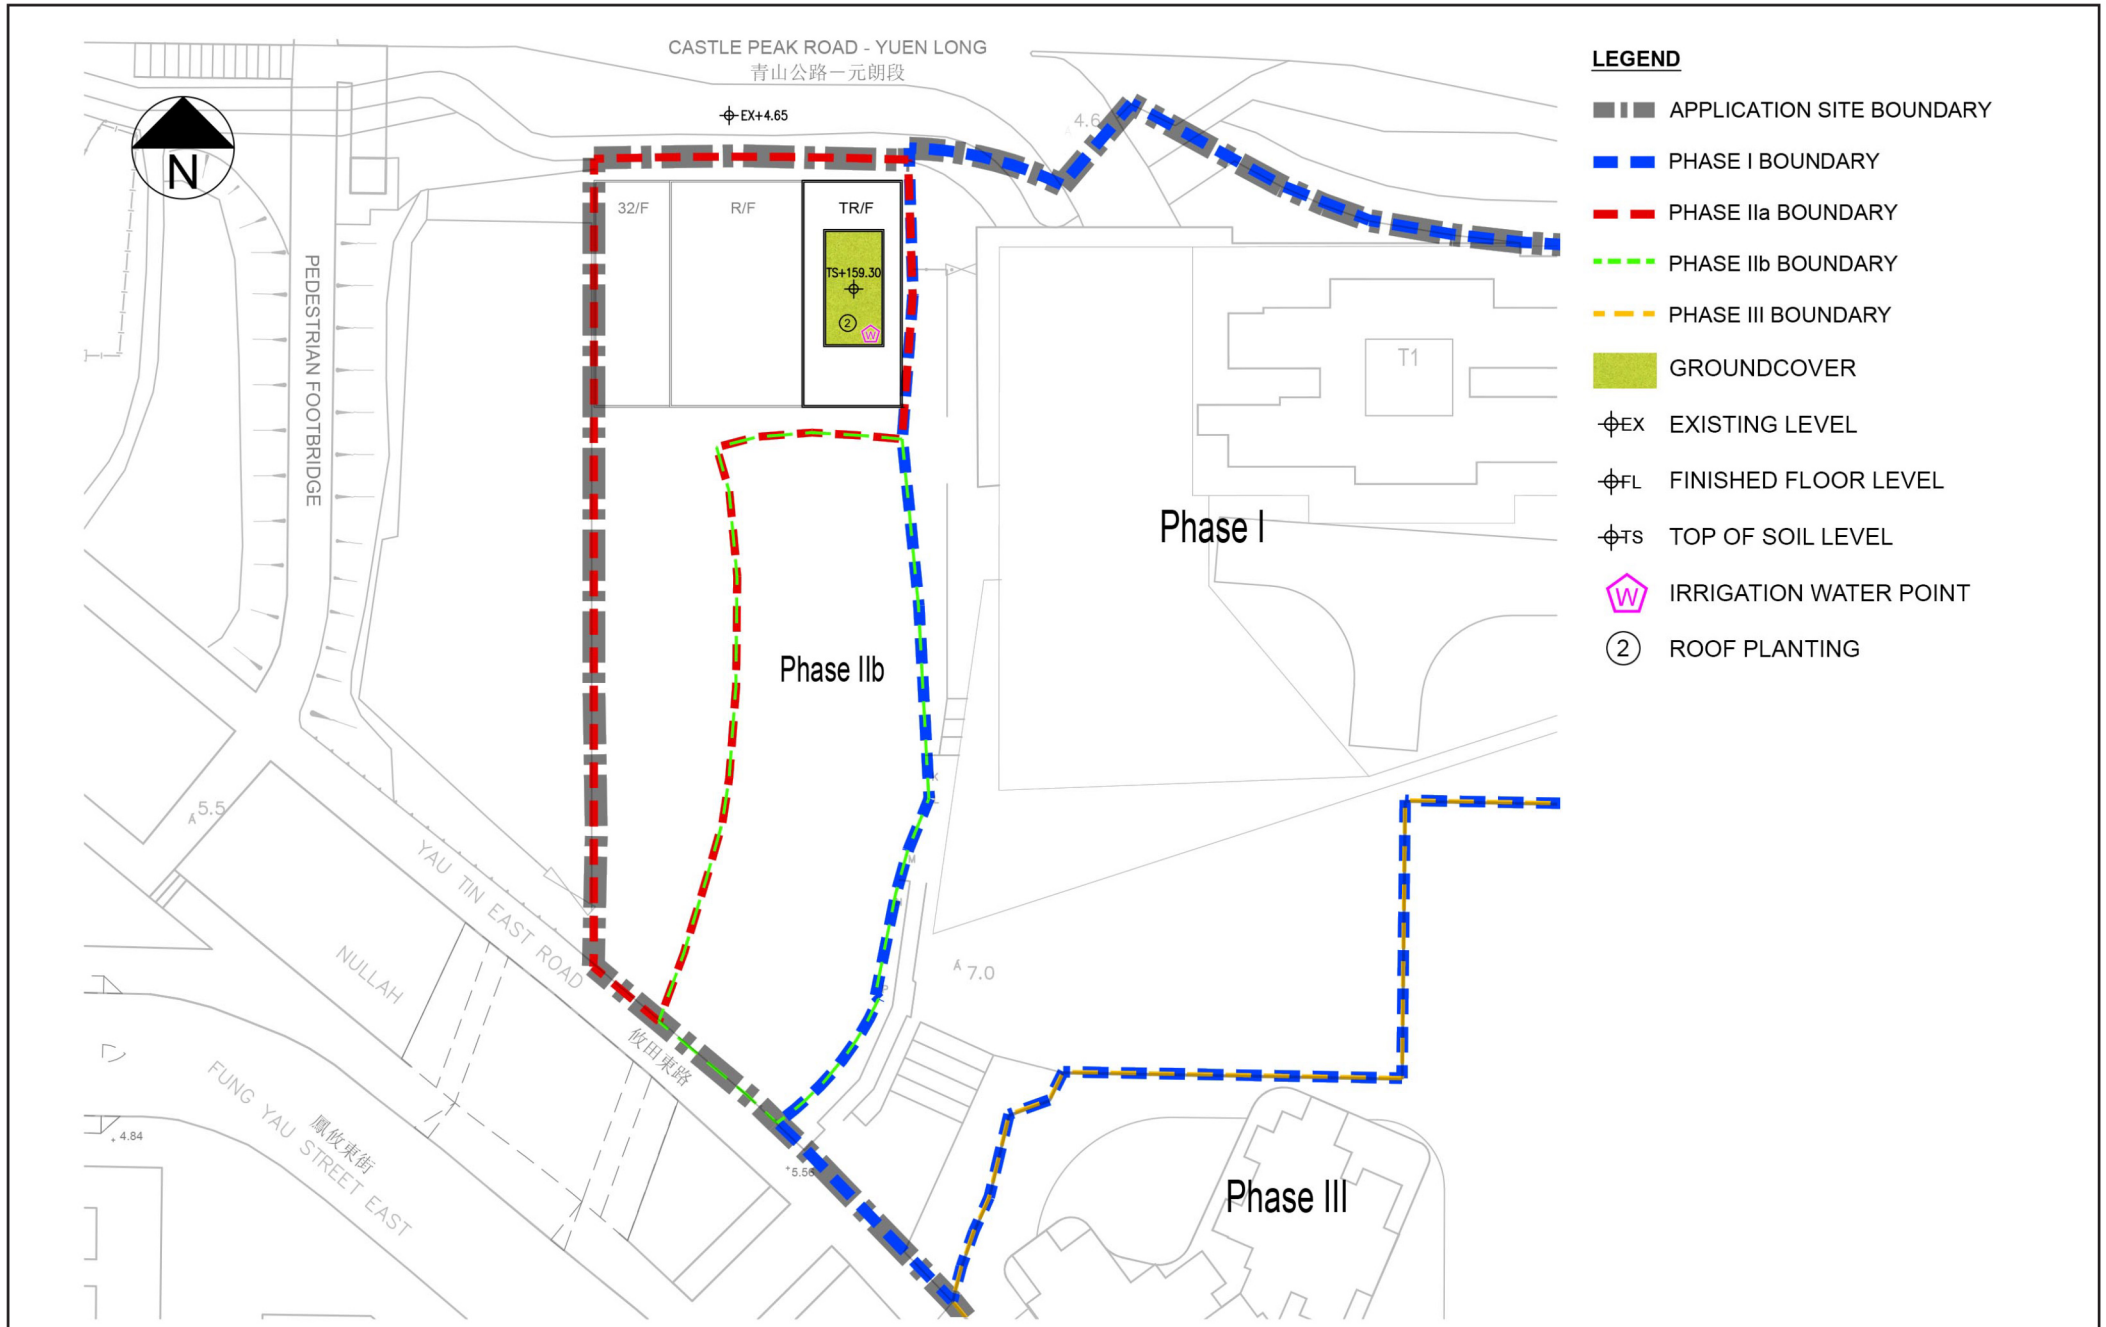 CASTLE PEAK ROAD - YUEN LONG
青山公路－元朗段
EX+4.65
4.6
N
32/F
R/F
TR/F
TS+159.30
2
W
PEDESTRIAN FOOTBRIDGE
T1
Phase I
Phase IIb
5.5
YAU TIN EAST ROAD
攸田東路
NULLAH
7.0
FUNG YAU STREET EAST
鳳攸東街
4.84
5.56
Phase III
LEGEND
APPLICATION SITE BOUNDARY
PHASE I BOUNDARY
PHASE IIa BOUNDARY
PHASE IIb BOUNDARY
PHASE III BOUNDARY
GROUNDCOVER
EX EXISTING LEVEL
FL FINISHED FLOOR LEVEL
TS TOP OF SOIL LEVEL
W IRRIGATION WATER POINT
2 ROOF PLANTING